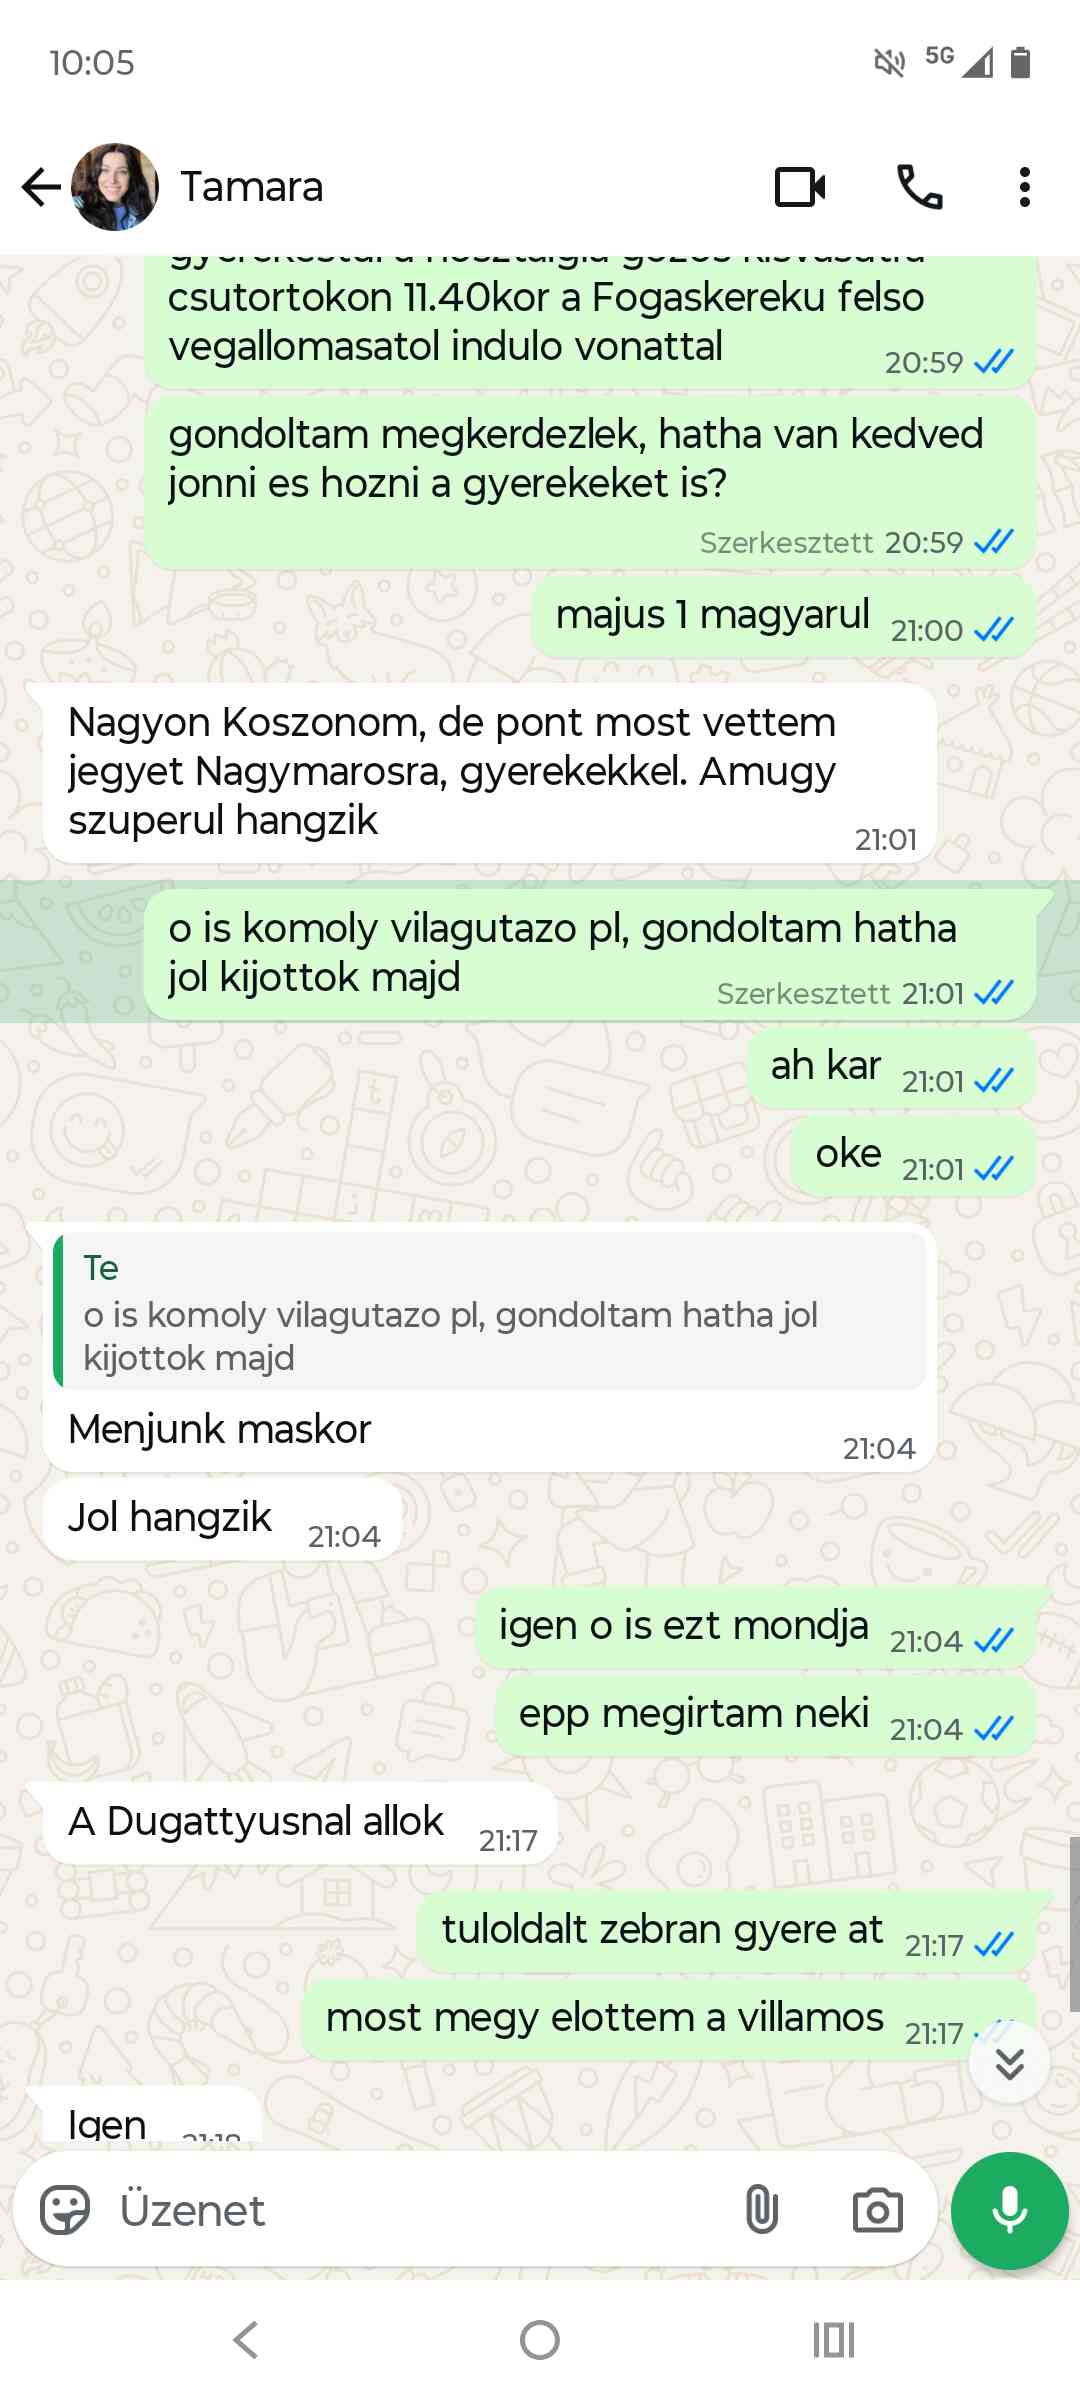 10:05
5G
Tamara
csutortokon 11.40kor a Fogaskereku felso
vegallomasatol indulo vonattal
20:59
gondoltam megkerdezlek, hatha van kedved
jonni es hozni a gyerekeket is?
Szerkesztett 20:59
majus 1 magyarul 21:00
Nagyon Koszonom, de pont most vettem
jegyet Nagymarosra, gyerekekkel. Amugy
szuperul hangzik
21:01
o is komoly vilagutazo pl, gondoltam hatha
jol kijottok majd
Szerkesztett 21:01
ah kar 21:01
oke 21:01
Te
o is komoly vilagutazo pl, gondoltam hatha jol
kijottok majd
Menjunk maskor
21:04
Jol hangzik 21:04
igen o is ezt mondja 21:04
epp megirtam neki 21:04
A Dugattyusnal allok 21:17
tuloldalt zebran gyere at 21:17
most megy elottem a villamos 21:17
Igen 21:18
Üzenet